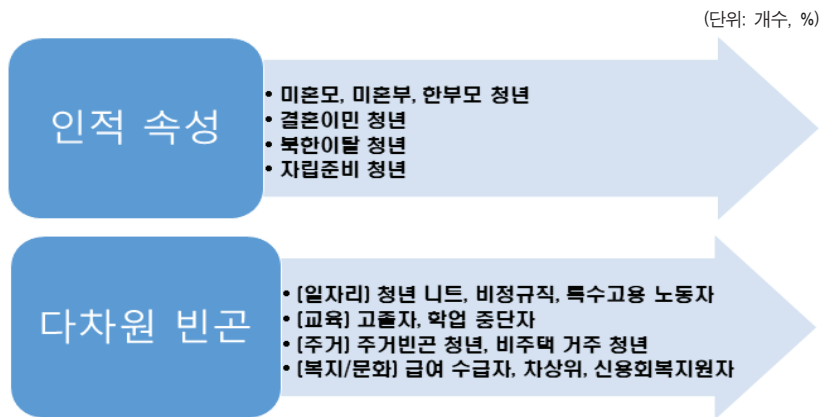 (단위: 개수, %)
인적 속성
• 미혼모, 미혼부, 한부모 청년
• 결혼이민 청년
• 북한이탈 청년
• 자립준비 청년
다차원 빈곤
• (일자리) 청년 니트, 비정규직, 특수고용 노동자
• (교육) 고졸자, 학업 중단자
• (주거) 주거빈곤 청년, 비주택 거주 청년
• (복지/문화) 급여 수급자, 차상위, 신용회복지원자